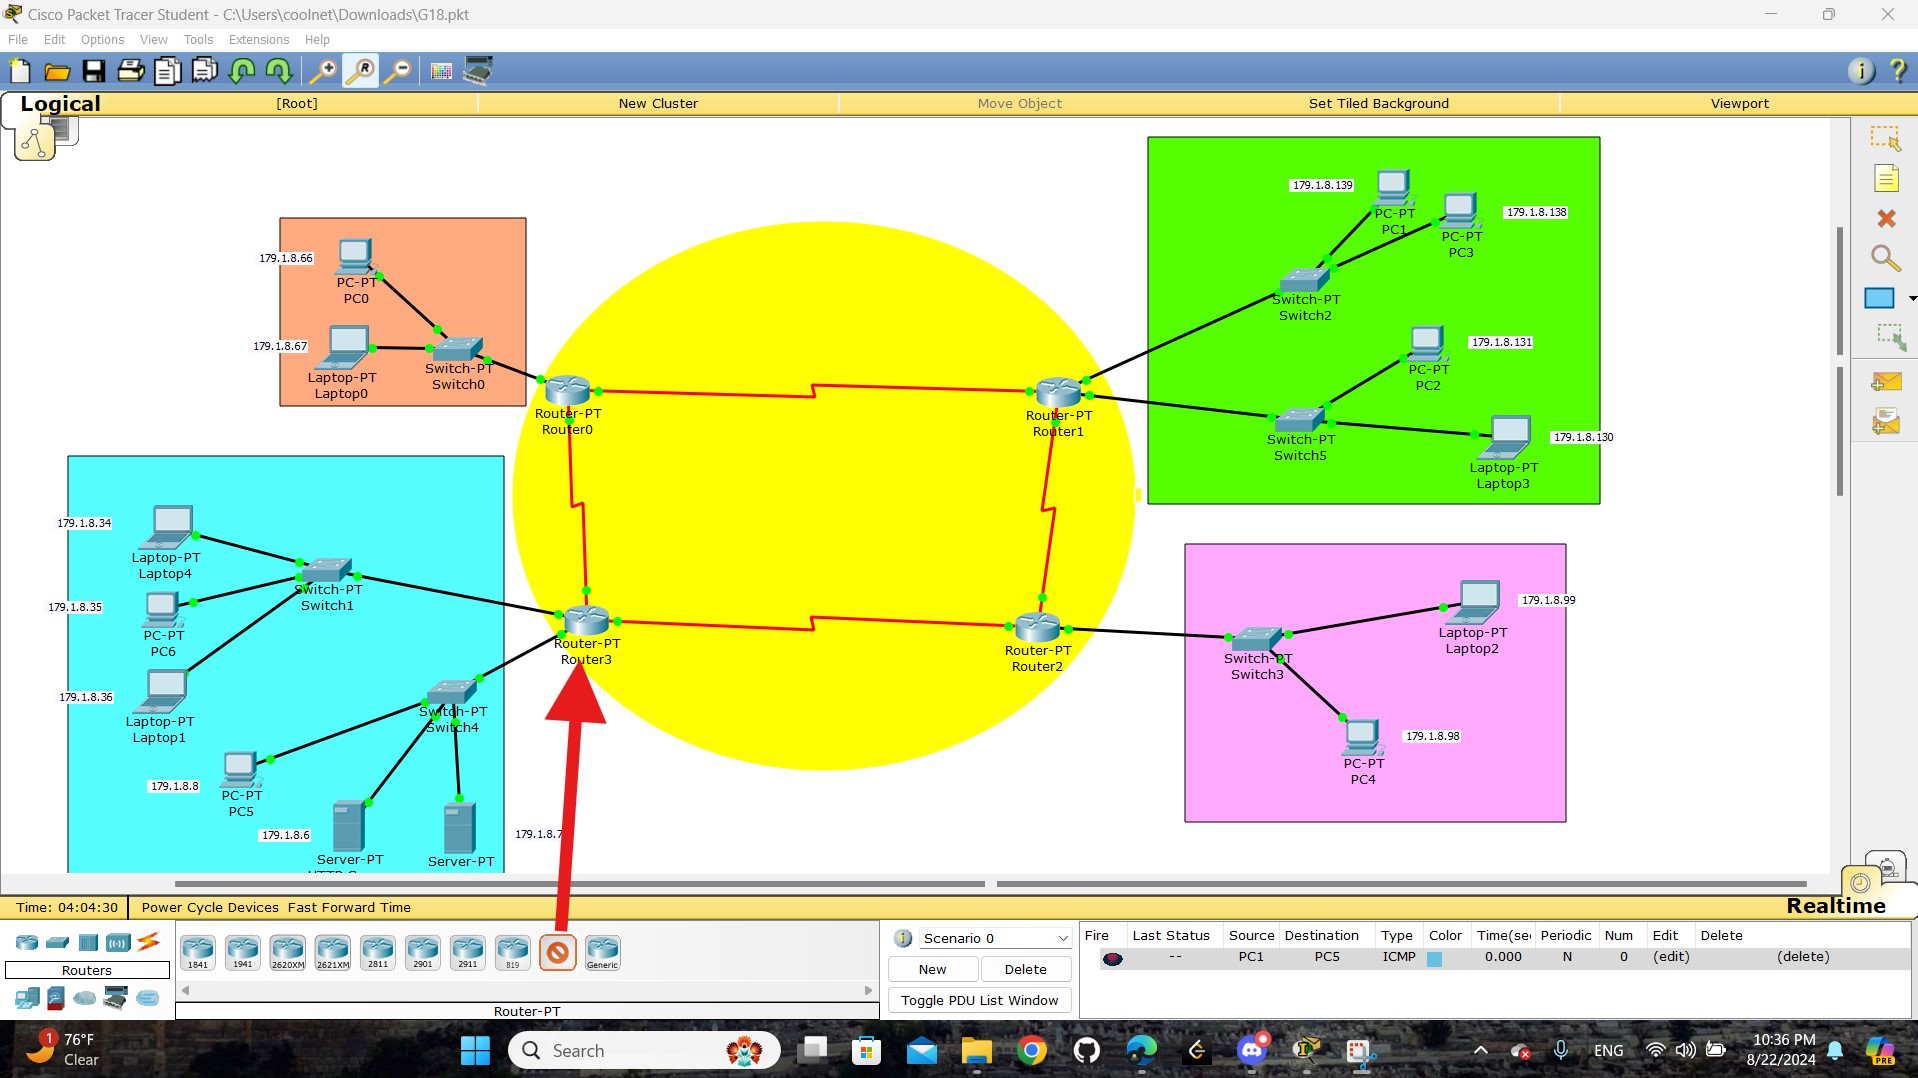 Cisco Packet Tracer Student - C:\Users\coolnet\Downloads\G18.pkt
File Edit Options View Tools Extensions Help
Logical
[Root]
New Cluster
Move Object
Set Tiled Background
Viewport
179.1.8.66
PC-PT
PC0
179.1.8.67
Laptop-PT
Laptop0
Switch-PT
Switch0
Router-PT
Router0
Router-PT
Router1
179.1.8.139
PC-PT
PC1
179.1.8.138
PC-PT
PC3
Switch-PT
Switch2
179.1.8.131
PC-PT
PC2
Switch-PT
Switch5
179.1.8.130
Laptop-PT
Laptop3
179.1.8.34
Laptop-PT
Laptop4
Switch-PT
Switch1
179.1.8.35
PC-PT
PC6
179.1.8.36
Laptop-PT
Laptop1
Router-PT
Router3
Router-PT
Router2
Switch-PT
Switch4
179.1.8.8
PC-PT
PC5
179.1.8.6
Server-PT
179.1.8.7
Server-PT
179.1.8.99
Laptop-PT
Laptop2
Switch-PT
Switch3
179.1.8.98
PC-PT
PC4
Time: 04:04:30
Power Cycle Devices Fast Forward Time
Realtime
Routers
1841
1941
2620XM
2621XM
2811
2901
2911
819
Generic
Router-PT
Scenario 0
New
Delete
Toggle PDU List Window
Fire Last Status Source Destination Type Color Time(sec Periodic Num Edit Delete
-- PC1 PC5 ICMP 0.000 N 0 (edit) (delete)
1
76°F
Clear
Search
ENG
10:36 PM
8/22/2024
PRE